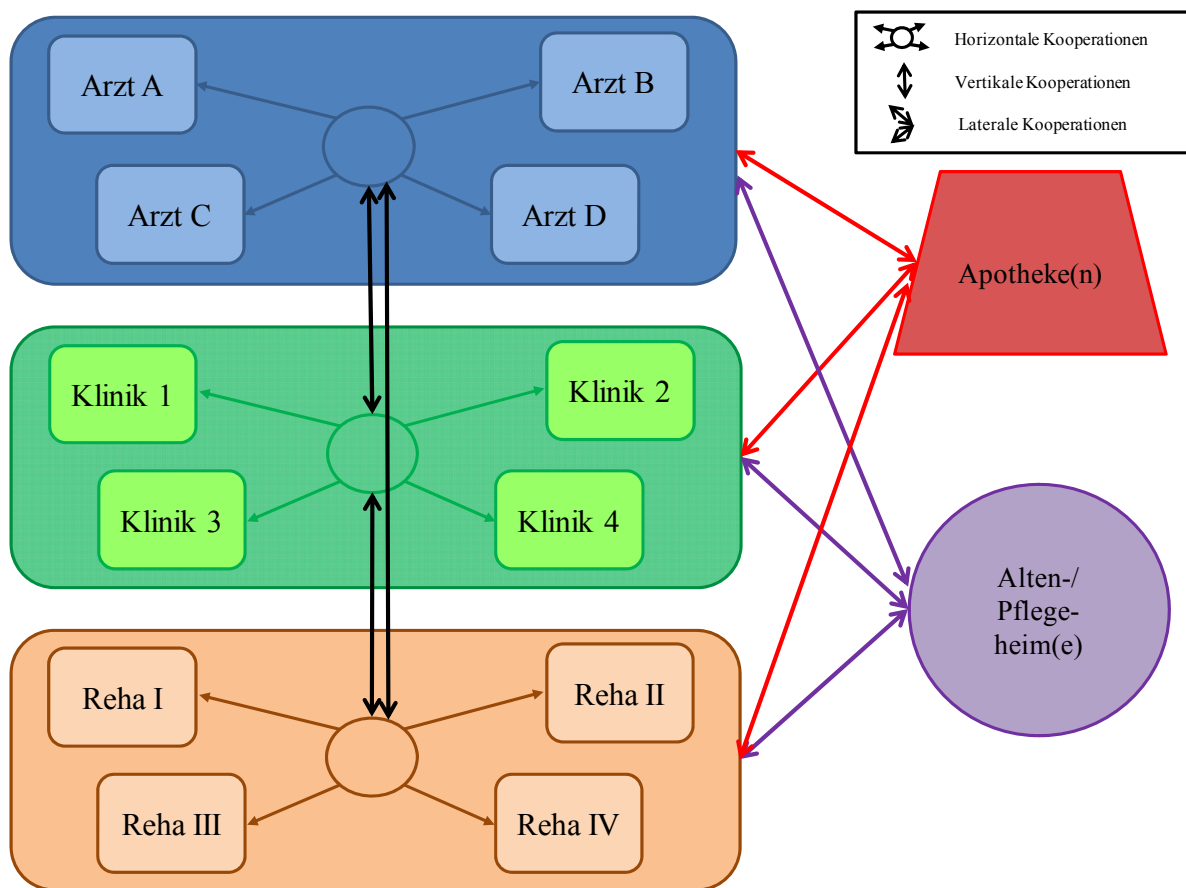 Horizontale Kooperationen
Vertikale Kooperationen
Laterale Kooperationen
Arzt A
Arzt B
Arzt C
Arzt D
Apotheke(n)
Klinik 1
Klinik 2
Klinik 3
Klinik 4
Alten-/
Pflege-
heim(e)
Reha I
Reha II
Reha III
Reha IV